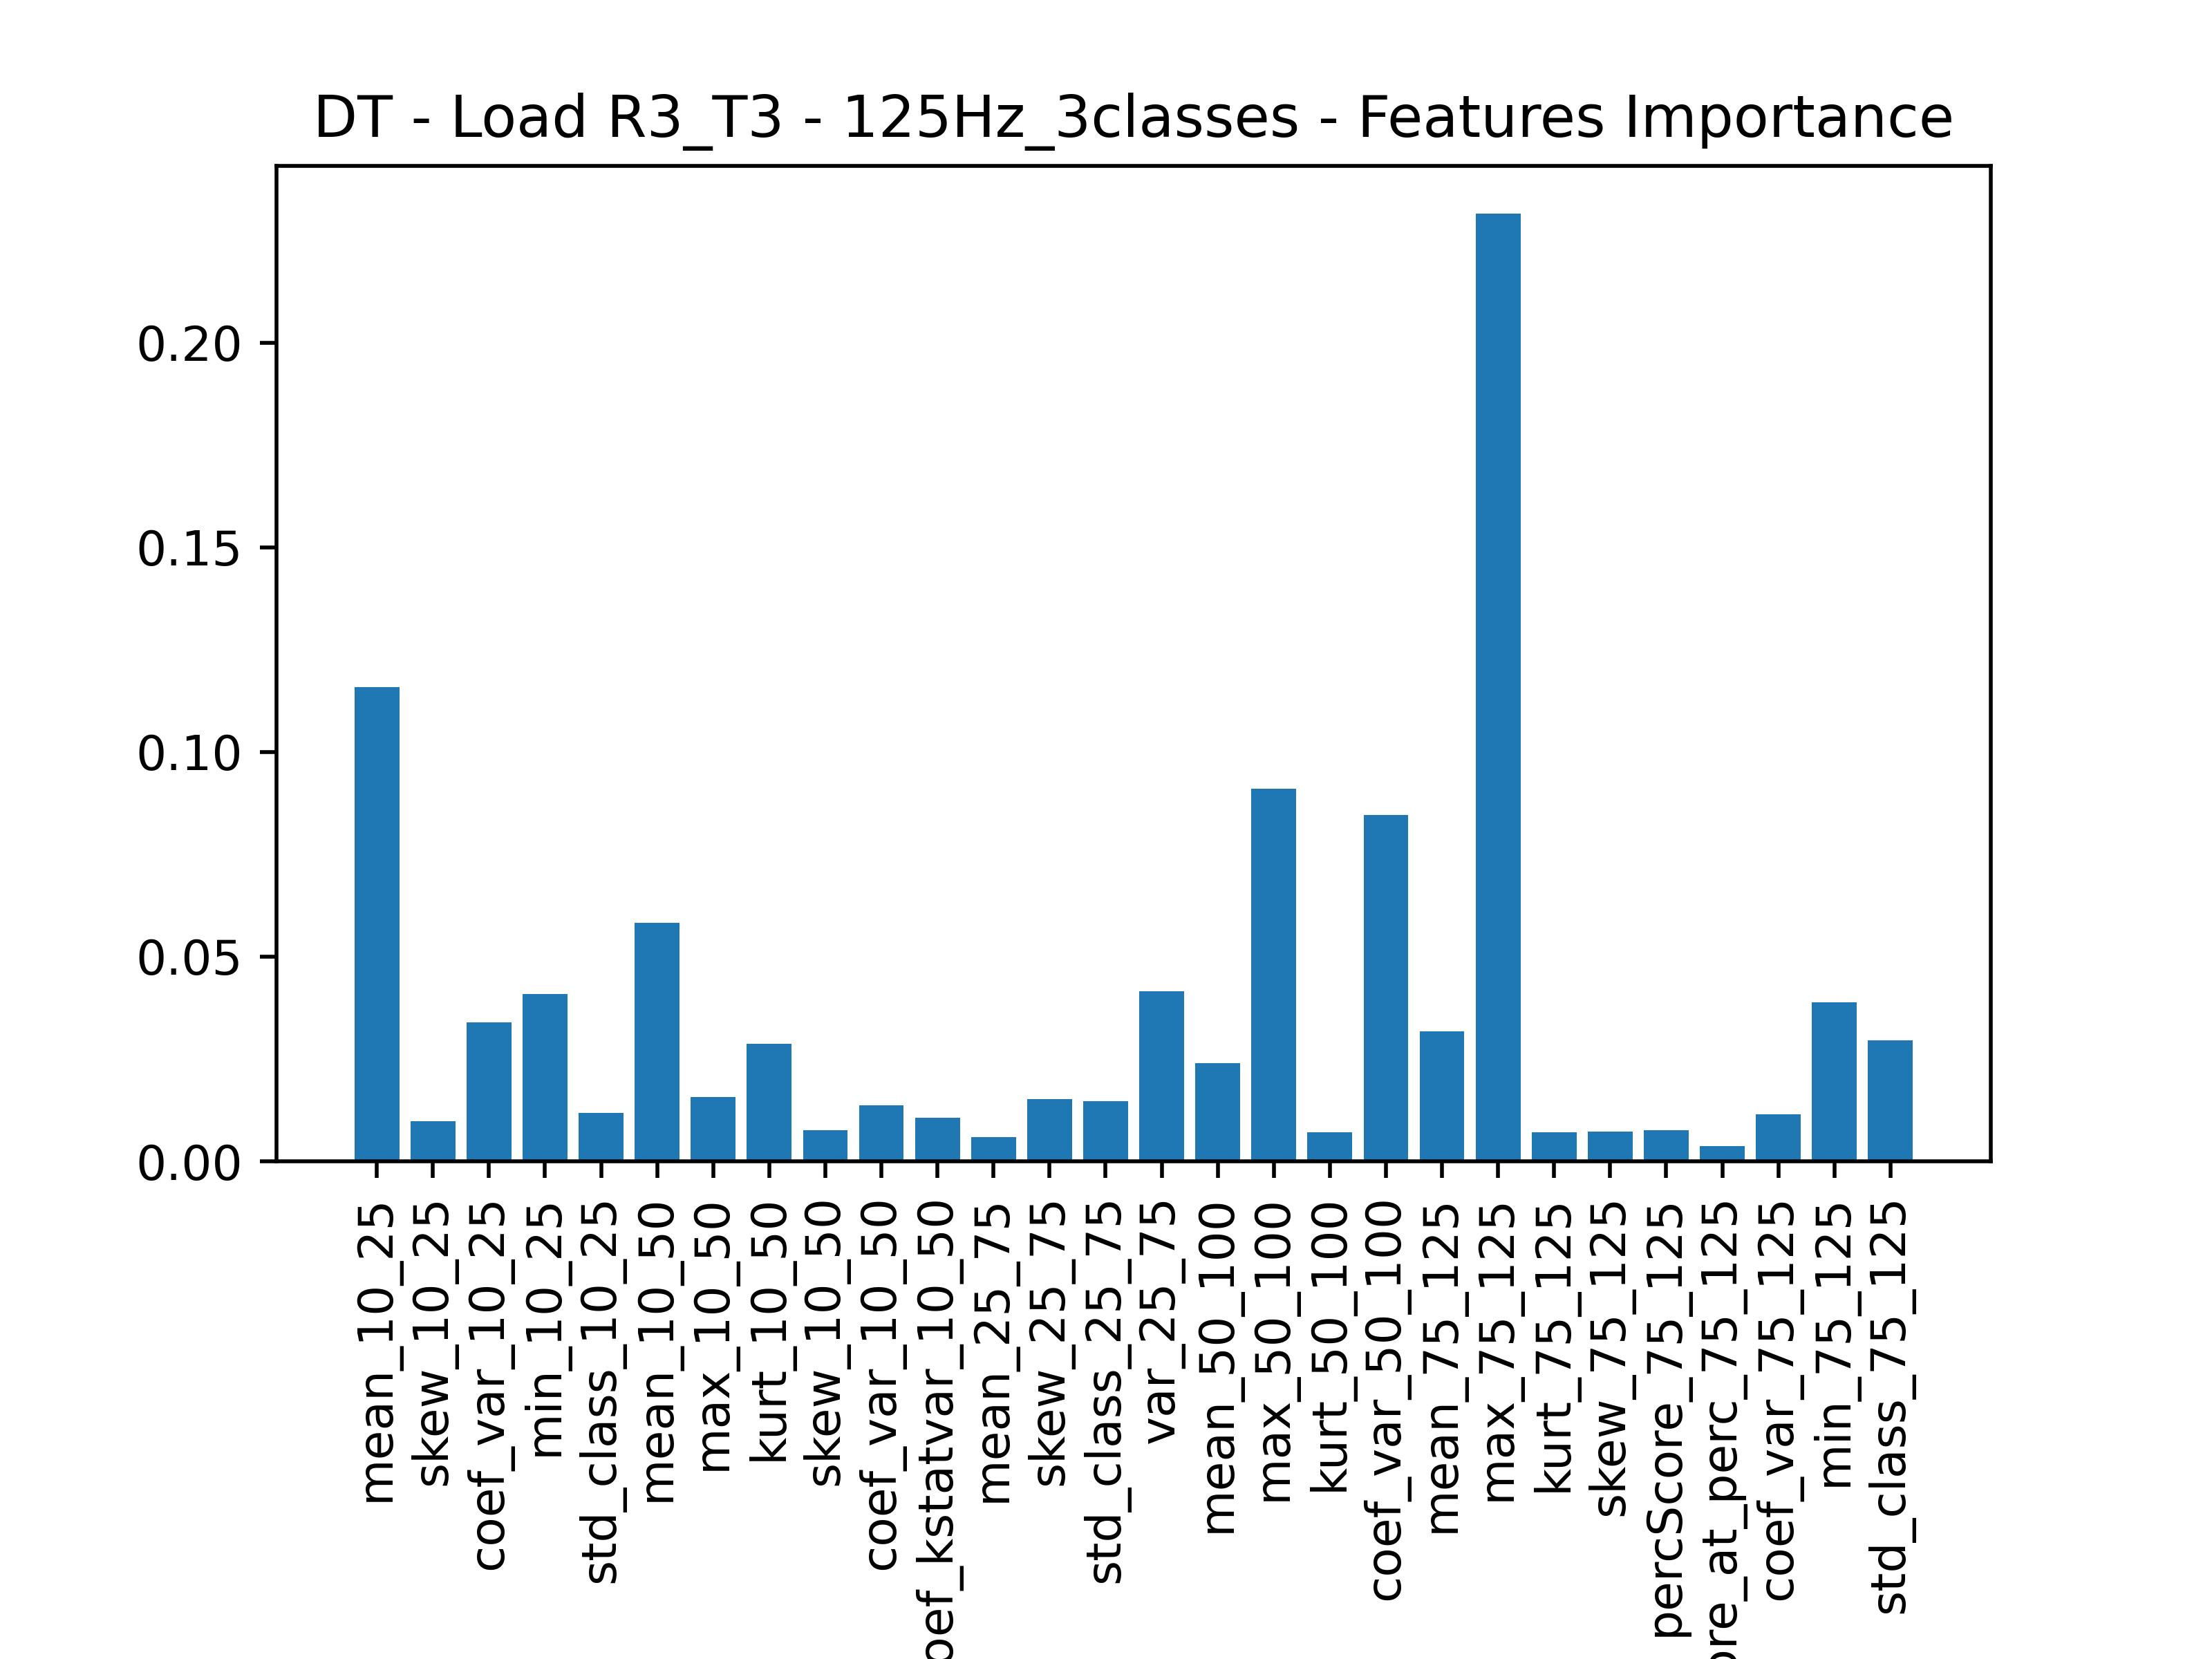 DT - Load R3_T3 - 125Hz_3classes - Features Importance
0.20
0.15
0.10
0.05
0.00
mean_10_25
skew_10_25
coef_var_10_25
min_10_25
std_class_10_25
mean_10_50
max_10_50
kurt_10_50
skew_10_50
coef_var_10_50
oef_kstatvar_10_50
mean_25_75
skew_25_75
std_class_25_75
var_25_75
mean_50_100
max_50_100
kurt_50_100
coef_var_50_100
mean_75_125
max_75_125
kurt_75_125
skew_75_125
percScore_75_125
ore_at_perc_75_125
coef_var_75_125
min_75_125
std_class_75_125